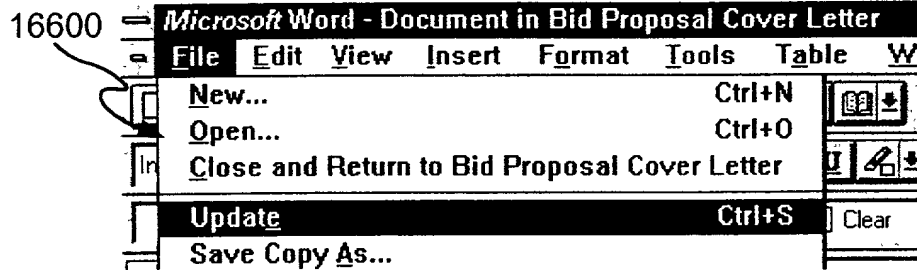 16600
Microsoft Word - Document in Bid Proposal Cover Letter
File Edit View Insert Format Tools Table W
New... Ctrl+N
Open... Ctrl+O
In
Close and Return to Bid Proposal Cover Letter
U
Update Ctrl+S
Clear
Save Copy As...